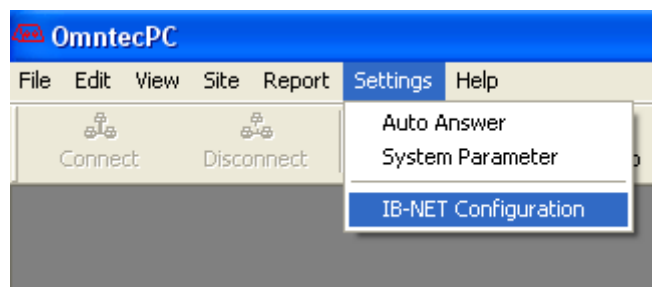 OmntecPC
File Edit View Site Report Settings Help
Connect Disconnect
Auto Answer
System Parameter
IB-NET Configuration